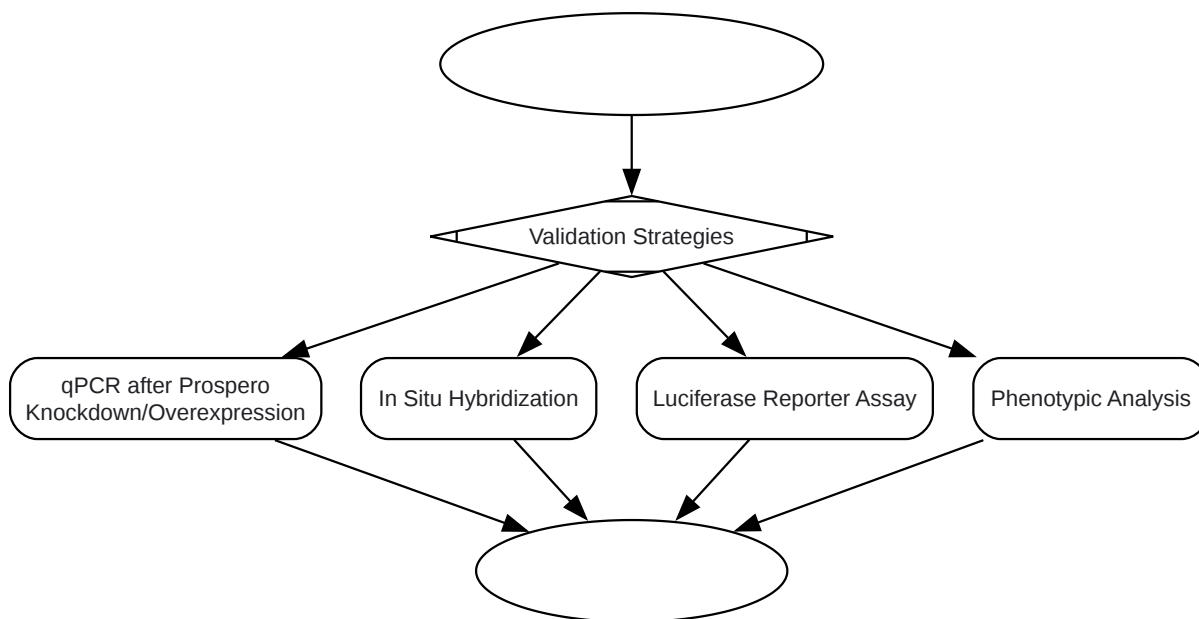 Validation Strategies
qPCR after Prospero
Knockdown/Overexpression
In Situ Hybridization
Luciferase Reporter Assay
Phenotypic Analysis